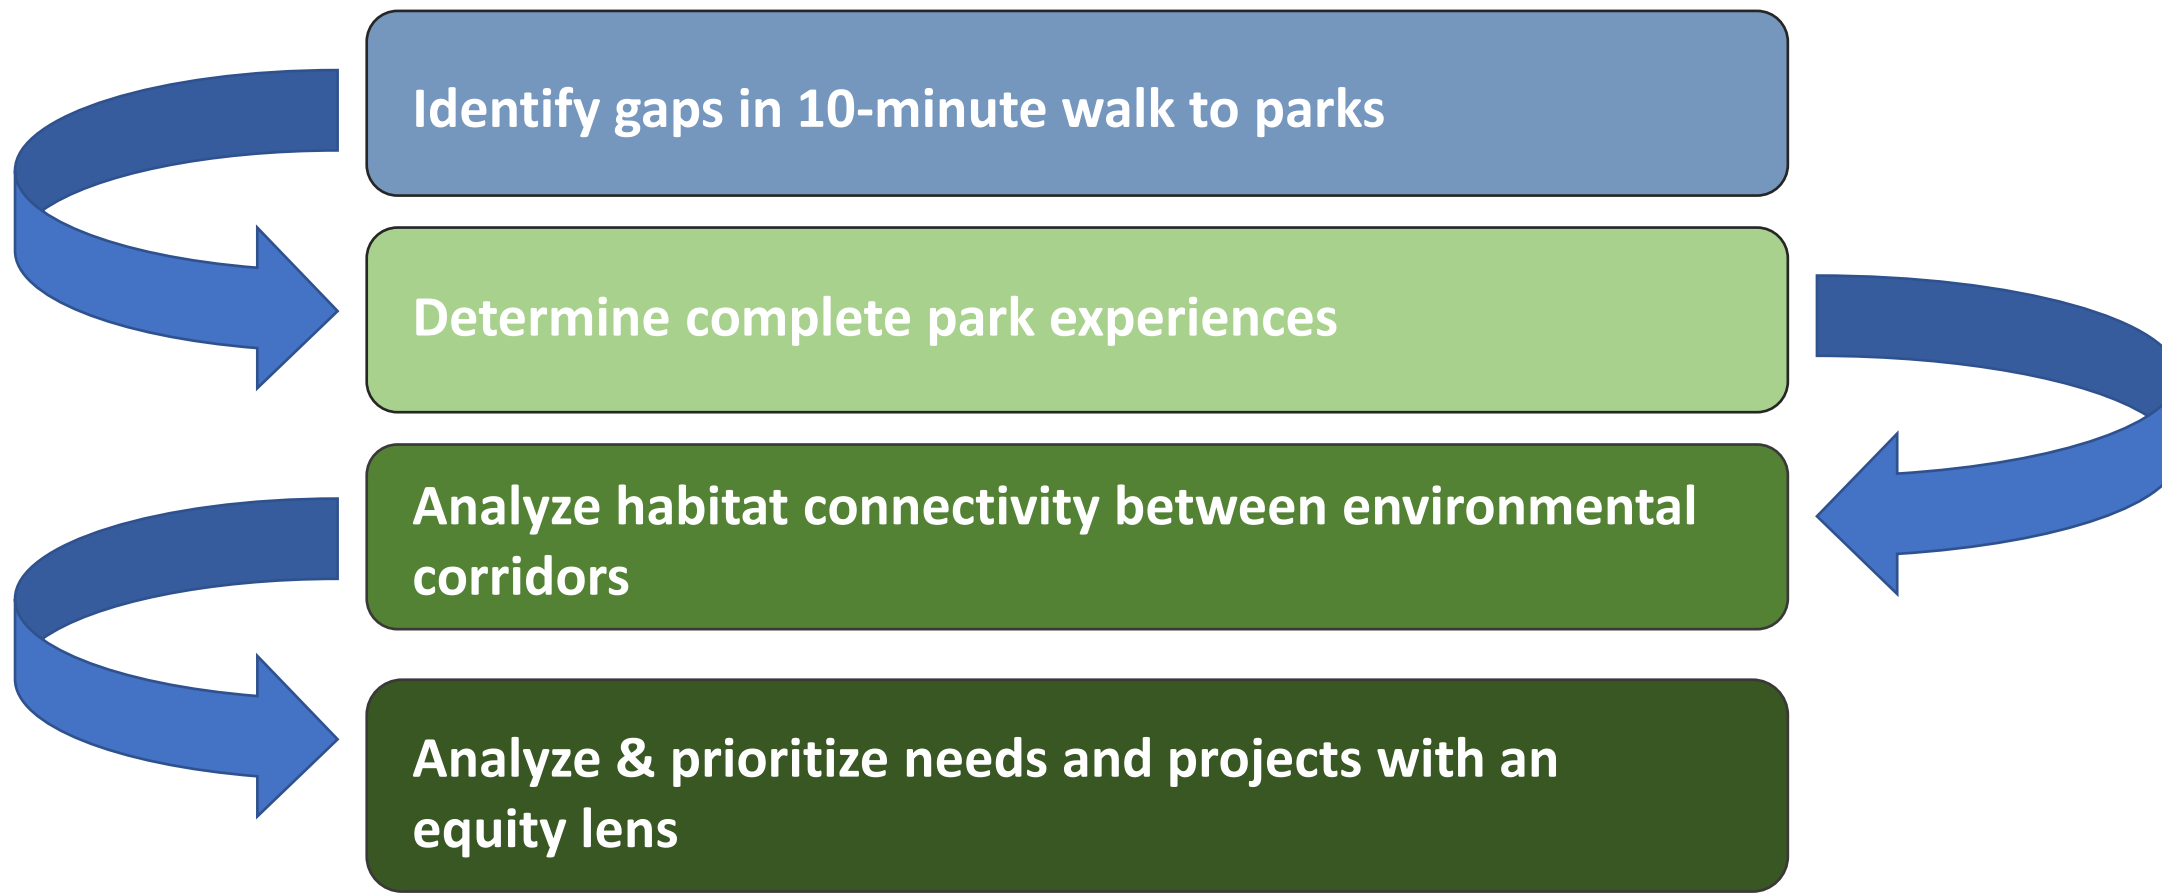 Identify gaps in 10-minute walk to parks
Determine complete park experiences
Analyze habitat connectivity between environmental
corridors
Analyze & prioritize needs and projects with an
equity lens